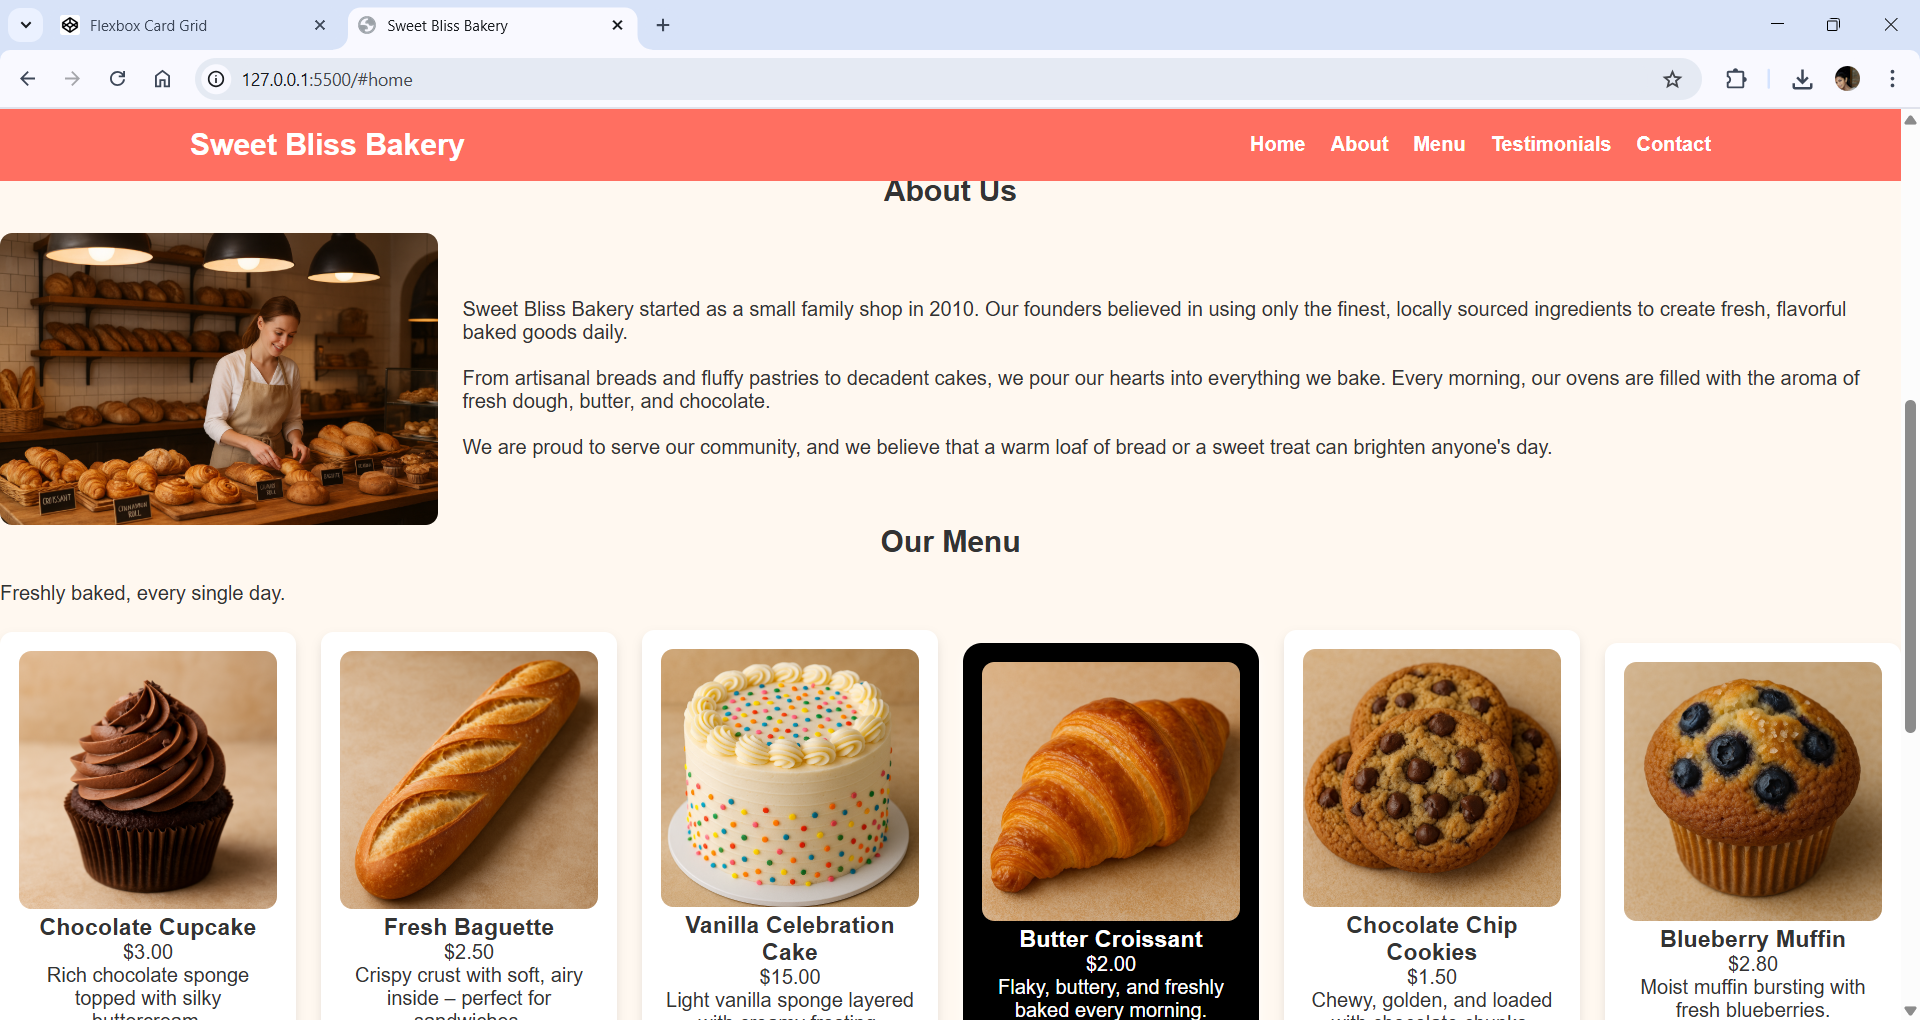 Flexbox Card Grid
Sweet Bliss Bakery
127.0.0.1:5500/#home
Sweet Bliss Bakery
Home About Menu Testimonials Contact
About Us
Sweet Bliss Bakery started as a small family shop in 2010. Our founders believed in using only the finest, locally sourced ingredients to create fresh, flavorful
baked goods daily.
From artisanal breads and fluffy pastries to decadent cakes, we pour our hearts into everything we bake. Every morning, our ovens are filled with the aroma of
fresh dough, butter, and chocolate.
We are proud to serve our community, and we believe that a warm loaf of bread or a sweet treat can brighten anyone's day.
CROISSANT
CINNAMON
ROLL
Our Menu
Freshly baked, every single day.
Chocolate Cupcake
$3.00
Rich chocolate sponge
topped with silky
buttercream
Fresh Baguette
$2.50
Crispy crust with soft, airy
inside – perfect for
sandwiches
Vanilla Celebration
Cake
$15.00
Light vanilla sponge layered
with creamy frosting
Butter Croissant
$2.00
Flaky, buttery, and freshly
baked every morning.
Chocolate Chip
Cookies
$1.50
Chewy, golden, and loaded
with chocolate chunks
Blueberry Muffin
$2.80
Moist muffin bursting with
fresh blueberries.